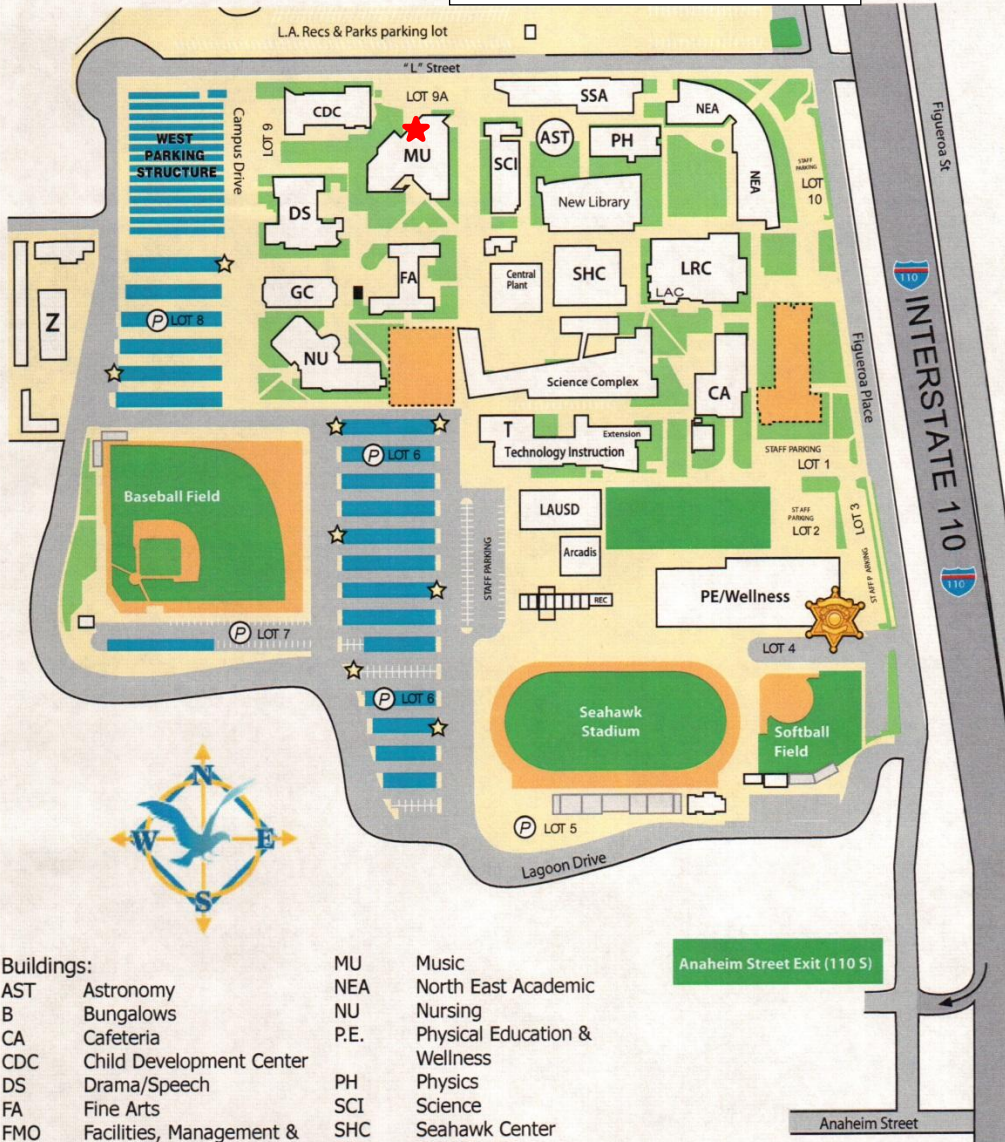 L.A. Recs & Parks parking lot
"L" Street
LOT 9A
CDC
SSA
NEA
WEST
PARKING
STRUCTURE
Campus Drive
LOT 9
MU
SCI
AST
PH
NEA
STAFF
PARKING
LOT
10
Figueroa St
DS
New Library
FA
Central
Plant
SHC
LRC
LAC
110
INTERSTATE 110
110
Z
GC
P LOT 8
NU
Science Complex
CA
Figueroa Place
T
Extension
Technology Instruction
STAFF PARKING
LOT 1
P LOT 6
Baseball Field
LAUSD
STAFF
PARKING
LOT 2
LOT 3
STAFF PARKING
STAFF PARKING
Arcadis
REC
PE/Wellness
P LOT 7
LOT 4
P LOT 6
Seahawk
Stadium
Softball
Field
P LOT 5
Lagoon Drive
N
W
E
S
Anaheim Street Exit (110 S)
Buildings:
AST Astronomy
B Bungalows
CA Cafeteria
CDC Child Development Center
DS Drama/Speech
FA Fine Arts
FMO Facilities, Management &
MU Music
NEA North East Academic
NU Nursing
P.E. Physical Education &
Wellness
PH Physics
SCI Science
SHC Seahawk Center
Anaheim Street